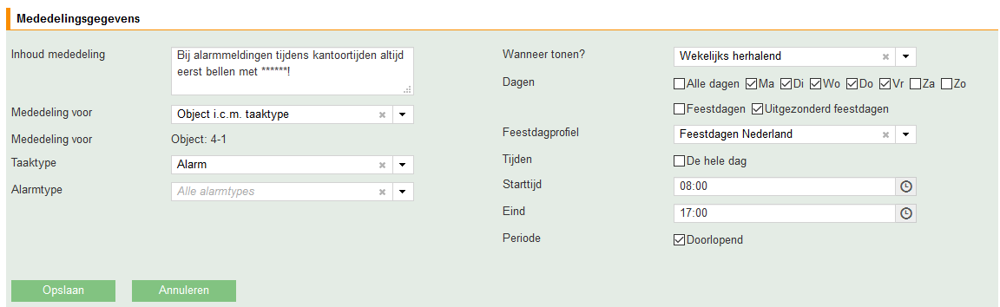 Mededelingsgegevens
Inhoud mededeling
Bij alarmmeldingen tijdens kantoortijden altijd
eerst bellen met ******!
Mededeling voor
Object i.c.m. taaktype
Mededeling voor
Object: 4-1
Taaktype
Alarm
Alarmtype
Alle alarmtypes
Wanneer tonen?
Wekelijks herhalend
Dagen
Alle dagen Ma Di Wo Do Vr Za Zo
Feestdagen Uitgezonderd feestdagen
Feestdagprofiel
Feestdagen Nederland
Tijden
De hele dag
Starttijd
08:00
Eind
17:00
Periode
Doorlopend
Opslaan
Annuleren